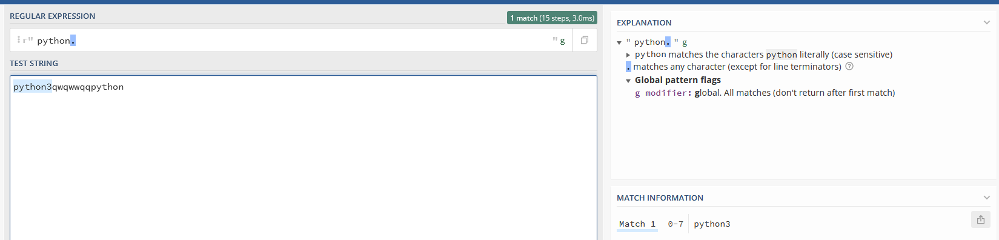 REGULAR EXPRESSION
1 match (15 steps, 3.0ms)
r" python. " g
TEST STRING
python3qwqwwqqpython
EXPLANATION
" python. " g
python matches the characters python literally (case sensitive)
. matches any character (except for line terminators) ?
Global pattern flags
g modifier: global. All matches (don't return after first match)
MATCH INFORMATION
Match 1 0-7 python3